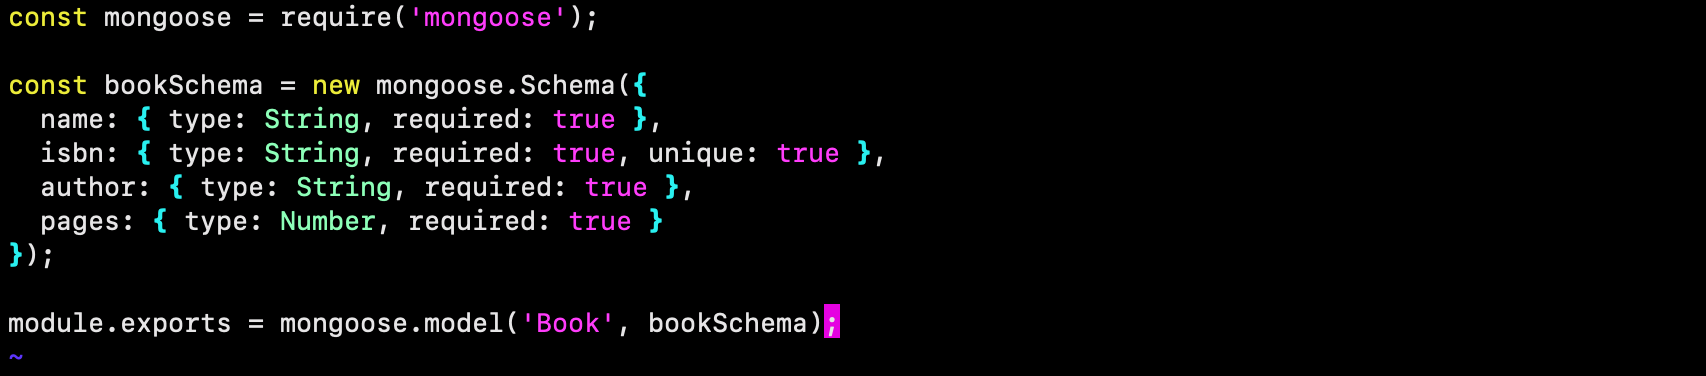 const mongoose = require('mongoose');

const bookSchema = new mongoose.Schema({
  name: { type: String, required: true },
  isbn: { type: String, required: true, unique: true },
  author: { type: String, required: true },
  pages: { type: Number, required: true }
});

module.exports = mongoose.model('Book', bookSchema);
~